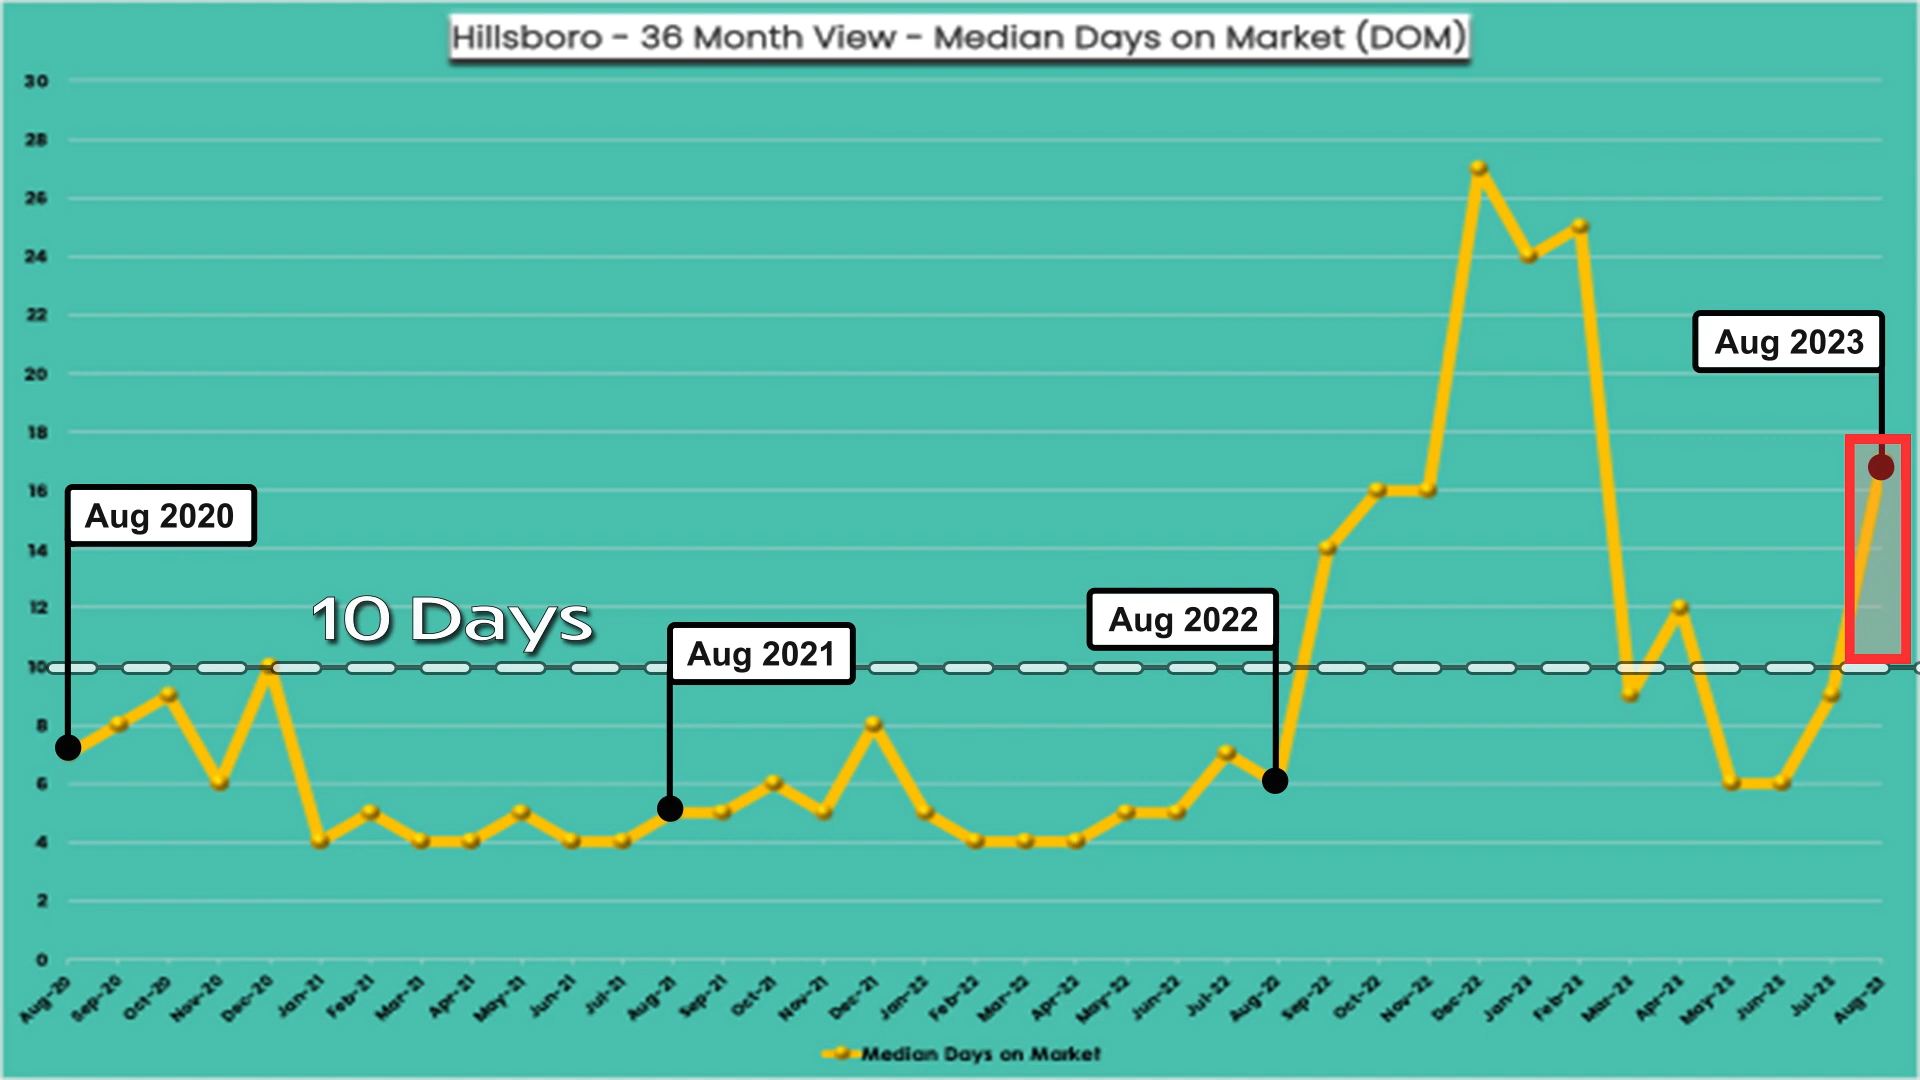 Hillsboro - 36 Month View - Median Days on Market (DOM)
30
28
26
24
22
20
18
16
14
12
10
8
6
4
2
0
Aug 2020
10 Days
Aug 2021
Aug 2022
Aug 2023
Aug-20
Sep-20
Oct-20
Nov-20
Dec-20
Jan-21
Feb-21
Mar-21
Apr-21
May-21
Jun-21
Jul-21
Aug-21
Sep-21
Oct-21
Nov-21
Dec-21
Jan-22
Feb-22
Mar-22
Apr-22
May-22
Jun-22
Jul-22
Aug-22
Sep-22
Oct-22
Nov-22
Dec-22
Jan-23
Feb-23
Mar-23
Apr-23
May-23
Jun-23
Jul-23
Aug-23
Median Days on Market